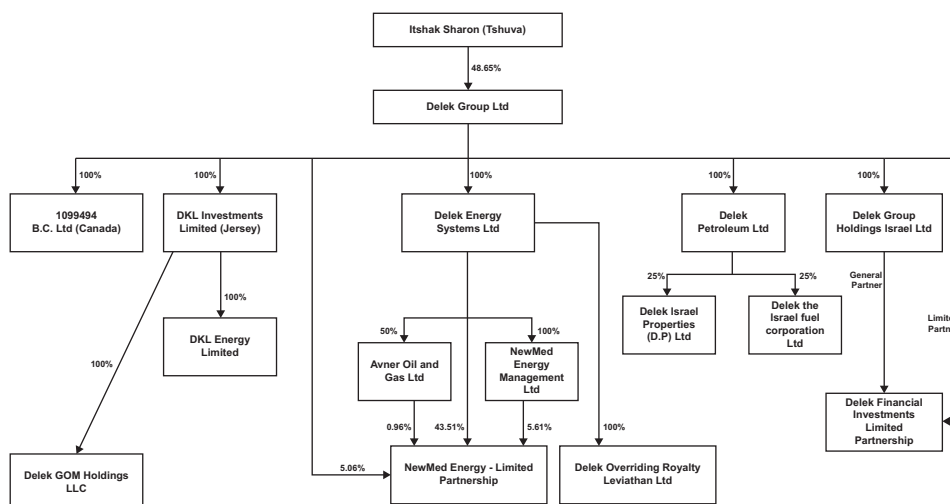 Itshak Sharon (Tshuva)
48.65%
Delek Group Ltd
100%
100%
100%
100%
100%
1099494
B.C. Ltd (Canada)
DKL Investments
Limited (Jersey)
Delek Energy
Systems Ltd
Delek
Petroleum Ltd
Delek Group
Holdings Israel Ltd
100%
25%
25%
General
Partner
DKL Energy
Limited
Delek Israel
Properties
(D.P) Ltd
Delek the
Israel fuel
corporation
Ltd
50%
100%
100%
Avner Oil and
Gas Ltd
NewMed
Energy
Management
Ltd
Delek Financial
Investments
Limited
Partnership
0.96%
43.51%
5.61%
100%
Delek GOM Holdings
LLC
5.06%
NewMed Energy - Limited
Partnership
Delek Overriding Royalty
Leviathan Ltd